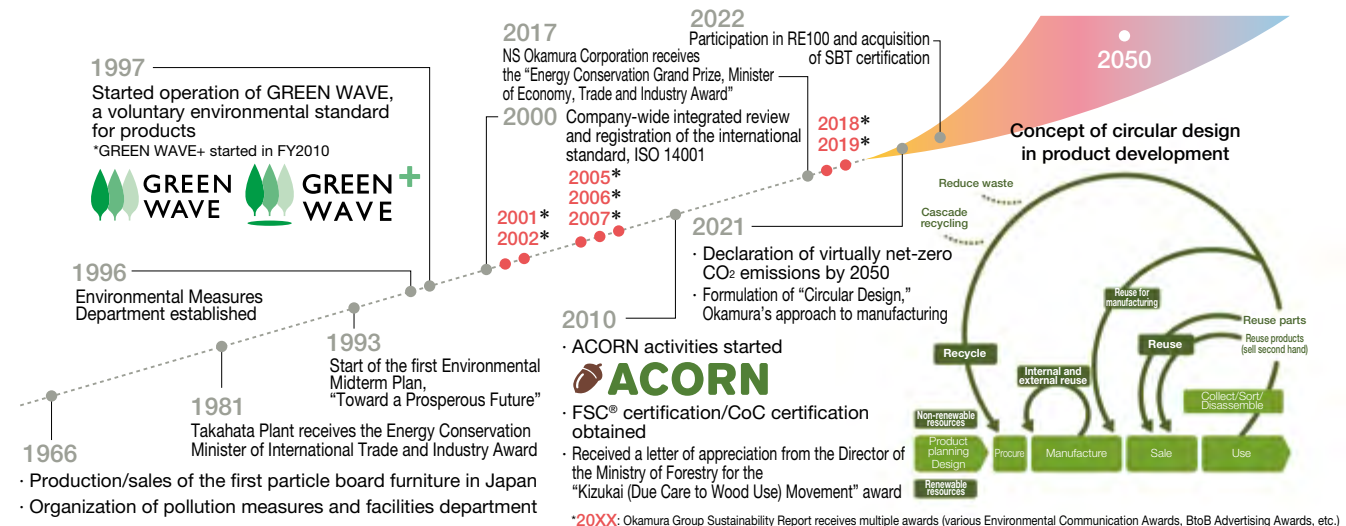 1966
· Production/sales of the first particle board furniture in Japan
· Organization of pollution measures and facilities department
1981
Takahata Plant receives the Energy Conservation
Minister of International Trade and Industry Award
1993
Start of the first Environmental
Midterm Plan,
“Toward a Prosperous Future”
1996
Environmental Measures
Department established
1997
Started operation of GREEN WAVE,
a voluntary environmental standard
for products
*GREEN WAVE+ started in FY2010
GREEN
WAVE
GREEN +
WAVE
2000
Company-wide integrated review
and registration of the international
standard, ISO 14001
2001*
2002*
2005*
2006*
2007*
2010
· ACORN activities started
ACORN
· FSC® certification/CoC certification
obtained
· Received a letter of appreciation from the Director of
the Ministry of Forestry for the
“Kizukai (Due Care to Wood Use) Movement” award
2017
NS Okamura Corporation receives
the “Energy Conservation Grand Prize, Minister
of Economy, Trade and Industry Award”
2018*
2019*
2021
· Declaration of virtually net-zero
CO2 emissions by 2050
· Formulation of “Circular Design,”
Okamura’s approach to manufacturing
2022
Participation in RE100 and acquisition
of SBT certification
2050
Concept of circular design
in product development
Reduce waste
Cascade
recycling
Reuse for
manufacturing
Reuse parts
Reuse products
(sell second hand)
Reuse
Recycle
Internal and
external reuse
Collect/Sort/
Disassemble
Non-renewable
resources
Product
planning
Design
Procure
Manufacture
Sale
Use
Renewable
resources
*20XX: Okamura Group Sustainability Report receives multiple awards (various Environmental Communication Awards, BtoB Advertising Awards, etc.)